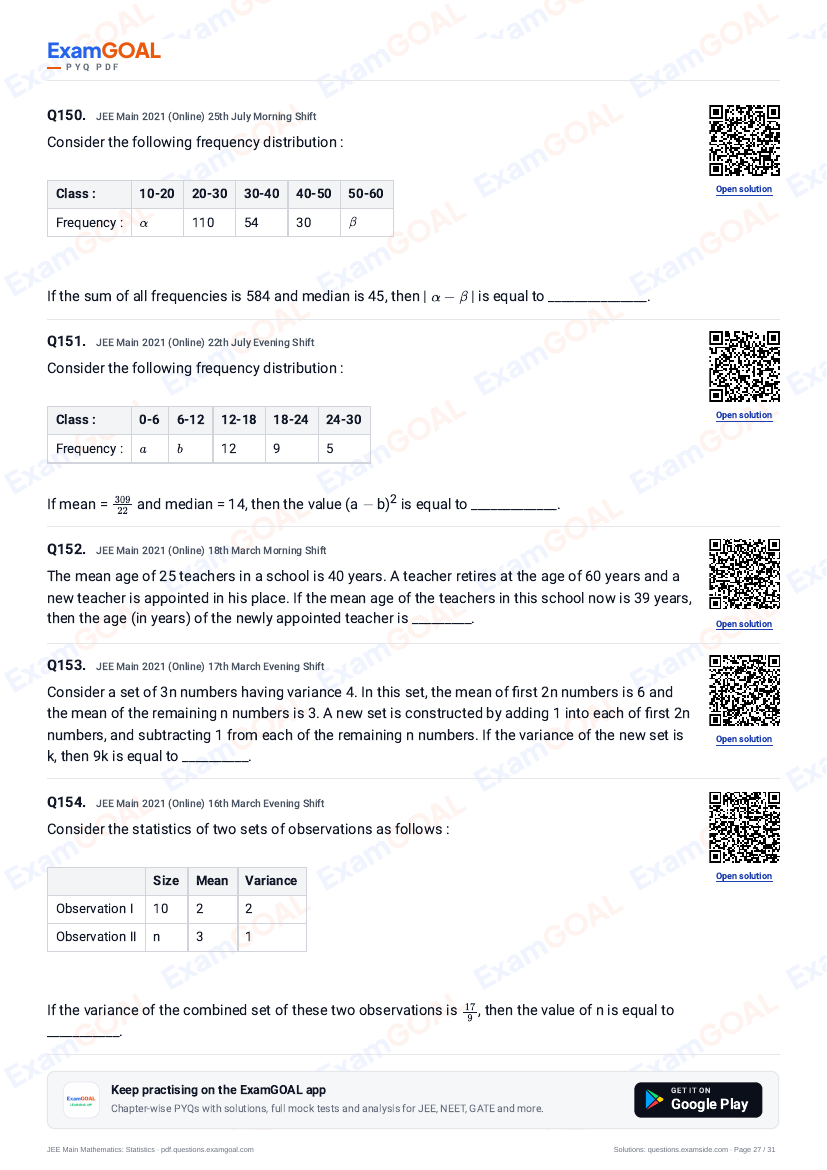 ExamGOAL
PYQ PDF
Q150. JEE Main 2021 (Online) 25th July Morning Shift
Consider the following frequency distribution :
Open solution
Class : 10-20 20-30 30-40 40-50 50-60
Frequency : α 110 54 30 β
If the sum of all frequencies is 584 and median is 45, then | α − β | is equal to _______________.
Q151. JEE Main 2021 (Online) 22th July Evening Shift
Consider the following frequency distribution :
Open solution
Class : 0-6 6-12 12-18 18-24 24-30
Frequency : a b 12 9 5
If mean = 309/22 and median = 14, then the value (a − b)² is equal to _____________.
Q152. JEE Main 2021 (Online) 18th March Morning Shift
The mean age of 25 teachers in a school is 40 years. A teacher retires at the age of 60 years and a
new teacher is appointed in his place. If the mean age of the teachers in this school now is 39 years,
then the age (in years) of the newly appointed teacher is _________.
Open solution
Q153. JEE Main 2021 (Online) 17th March Evening Shift
Consider a set of 3n numbers having variance 4. In this set, the mean of first 2n numbers is 6 and
the mean of the remaining n numbers is 3. A new set is constructed by adding 1 into each of first 2n
numbers, and subtracting 1 from each of the remaining n numbers. If the variance of the new set is
k, then 9k is equal to __________.
Open solution
Q154. JEE Main 2021 (Online) 16th March Evening Shift
Consider the statistics of two sets of observations as follows :
Open solution
Size Mean Variance
Observation I 10 2 2
Observation II n 3 1
If the variance of the combined set of these two observations is 17/9, then the value of n is equal to
___________.
Keep practising on the ExamGOAL app
Chapter-wise PYQs with solutions, full mock tests and analysis for JEE, NEET, GATE and more.
ExamGOAL
GET IT ON
Google Play
JEE Main Mathematics: Statistics · pdf.questions.examgoal.com
Solutions: questions.examside.com · Page 27 / 31